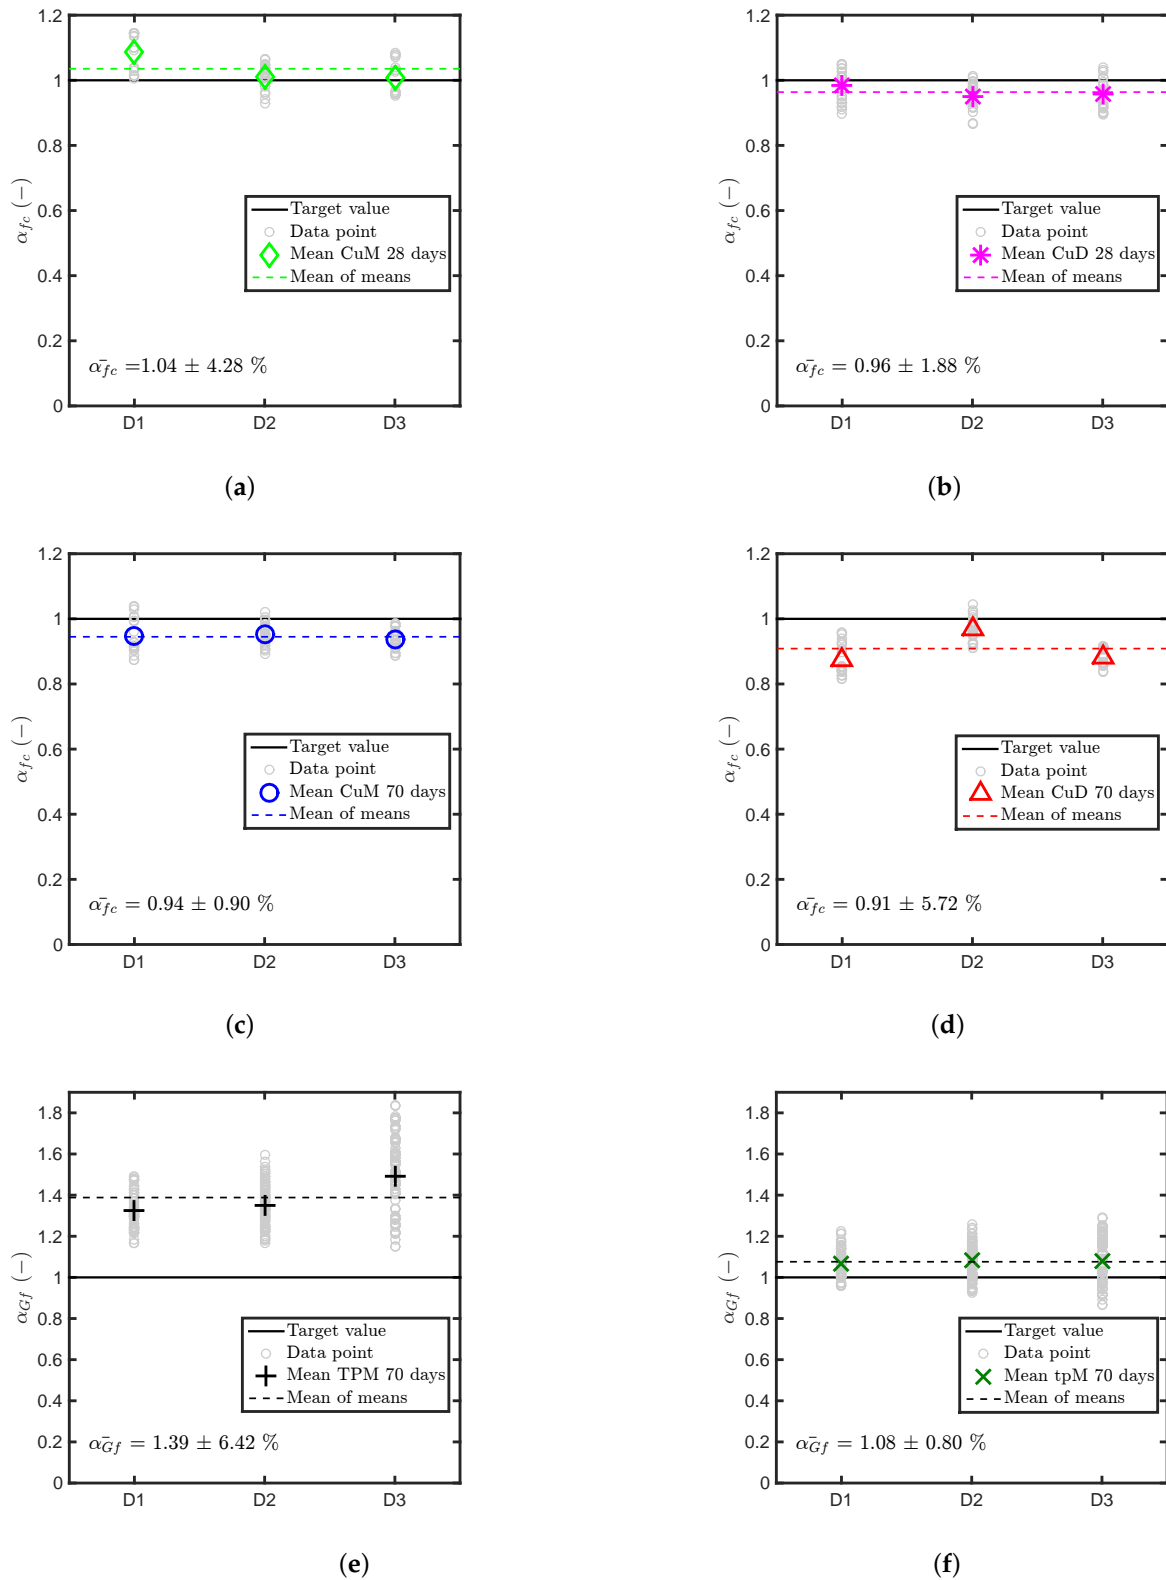 1.2
1
0.8
0.6
0.4
0.2
0
α_fc (−)
Target value
Data point
Mean CuM 28 days
Mean of means
α̅_fc =1.04 ± 4.28 %
D1 D2 D3
(a)
1.2
1
0.8
0.6
0.4
0.2
0
α_fc (−)
Target value
Data point
Mean CuD 28 days
Mean of means
α̅_fc = 0.96 ± 1.88 %
D1 D2 D3
(b)
1.2
1
0.8
0.6
0.4
0.2
0
α_fc (−)
Target value
Data point
Mean CuM 70 days
Mean of means
α̅_fc = 0.94 ± 0.90 %
D1 D2 D3
(c)
1.2
1
0.8
0.6
0.4
0.2
0
α_fc (−)
Target value
Data point
Mean CuD 70 days
Mean of means
α̅_fc = 0.91 ± 5.72 %
D1 D2 D3
(d)
1.8
1.6
1.4
1.2
1
0.8
0.6
0.4
0.2
0
α_Gf (−)
Target value
Data point
Mean TPM 70 days
Mean of means
α̅_Gf = 1.39 ± 6.42 %
D1 D2 D3
(e)
1.8
1.6
1.4
1.2
1
0.8
0.6
0.4
0.2
0
α_Gf (−)
Target value
Data point
Mean tpM 70 days
Mean of means
α̅_Gf = 1.08 ± 0.80 %
D1 D2 D3
(f)